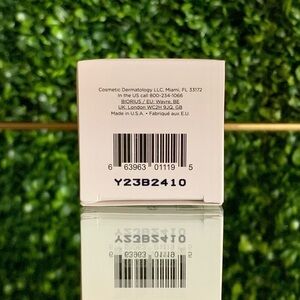 Cosmetic Dermatology LLC, Miami, FL 33172
In the US call 800-234-1066
BIORIUS / EU: Wavre, BE
UK: London WC2H 9JQ, GB
Made in U.S.A. • Fabriqué aux E.U.
6 63963 01119 5
Y23B2410